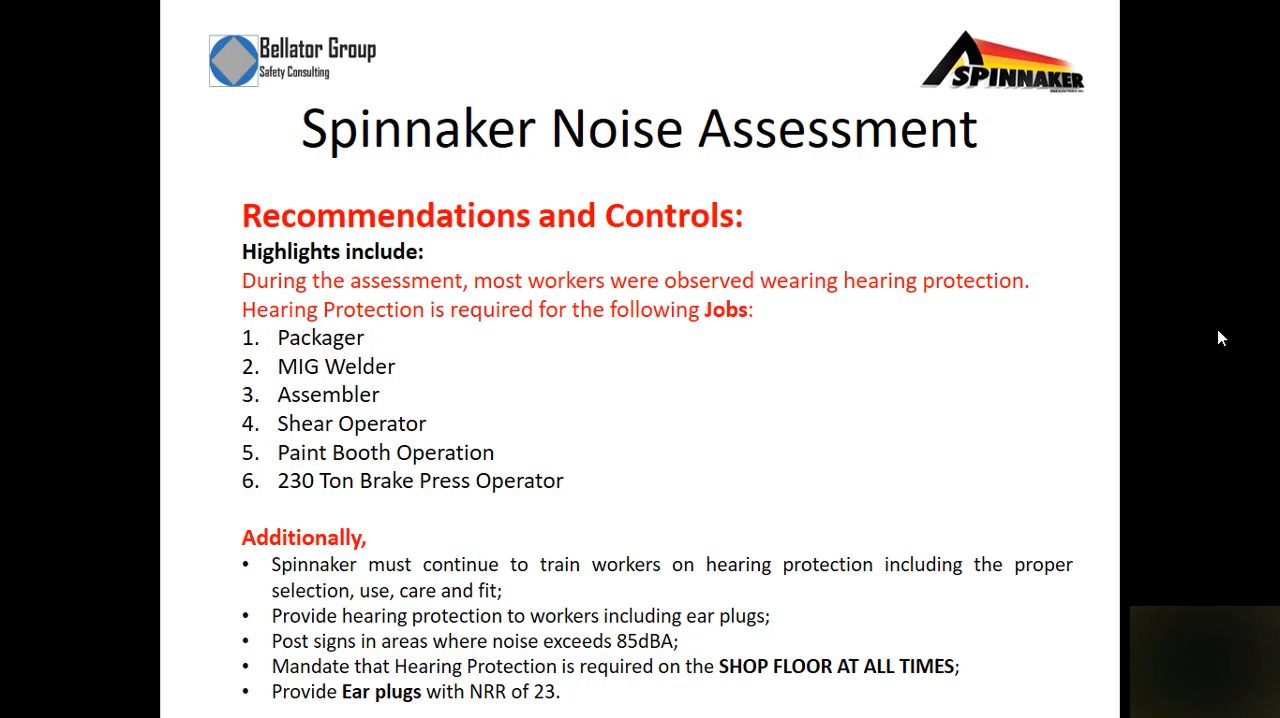 Bellator Group
Safety Consulting
SPINNAKER
INDUSTRIES INC
Spinnaker Noise Assessment
Recommendations and Controls:
Highlights include:
During the assessment, most workers were observed wearing hearing protection.
Hearing Protection is required for the following Jobs:
1. Packager
2. MIG Welder
3. Assembler
4. Shear Operator
5. Paint Booth Operation
6. 230 Ton Brake Press Operator
Additionally,
• Spinnaker must continue to train workers on hearing protection including the proper
selection, use, care and fit;
• Provide hearing protection to workers including ear plugs;
• Post signs in areas where noise exceeds 85dBA;
• Mandate that Hearing Protection is required on the SHOP FLOOR AT ALL TIMES;
• Provide Ear plugs with NRR of 23.